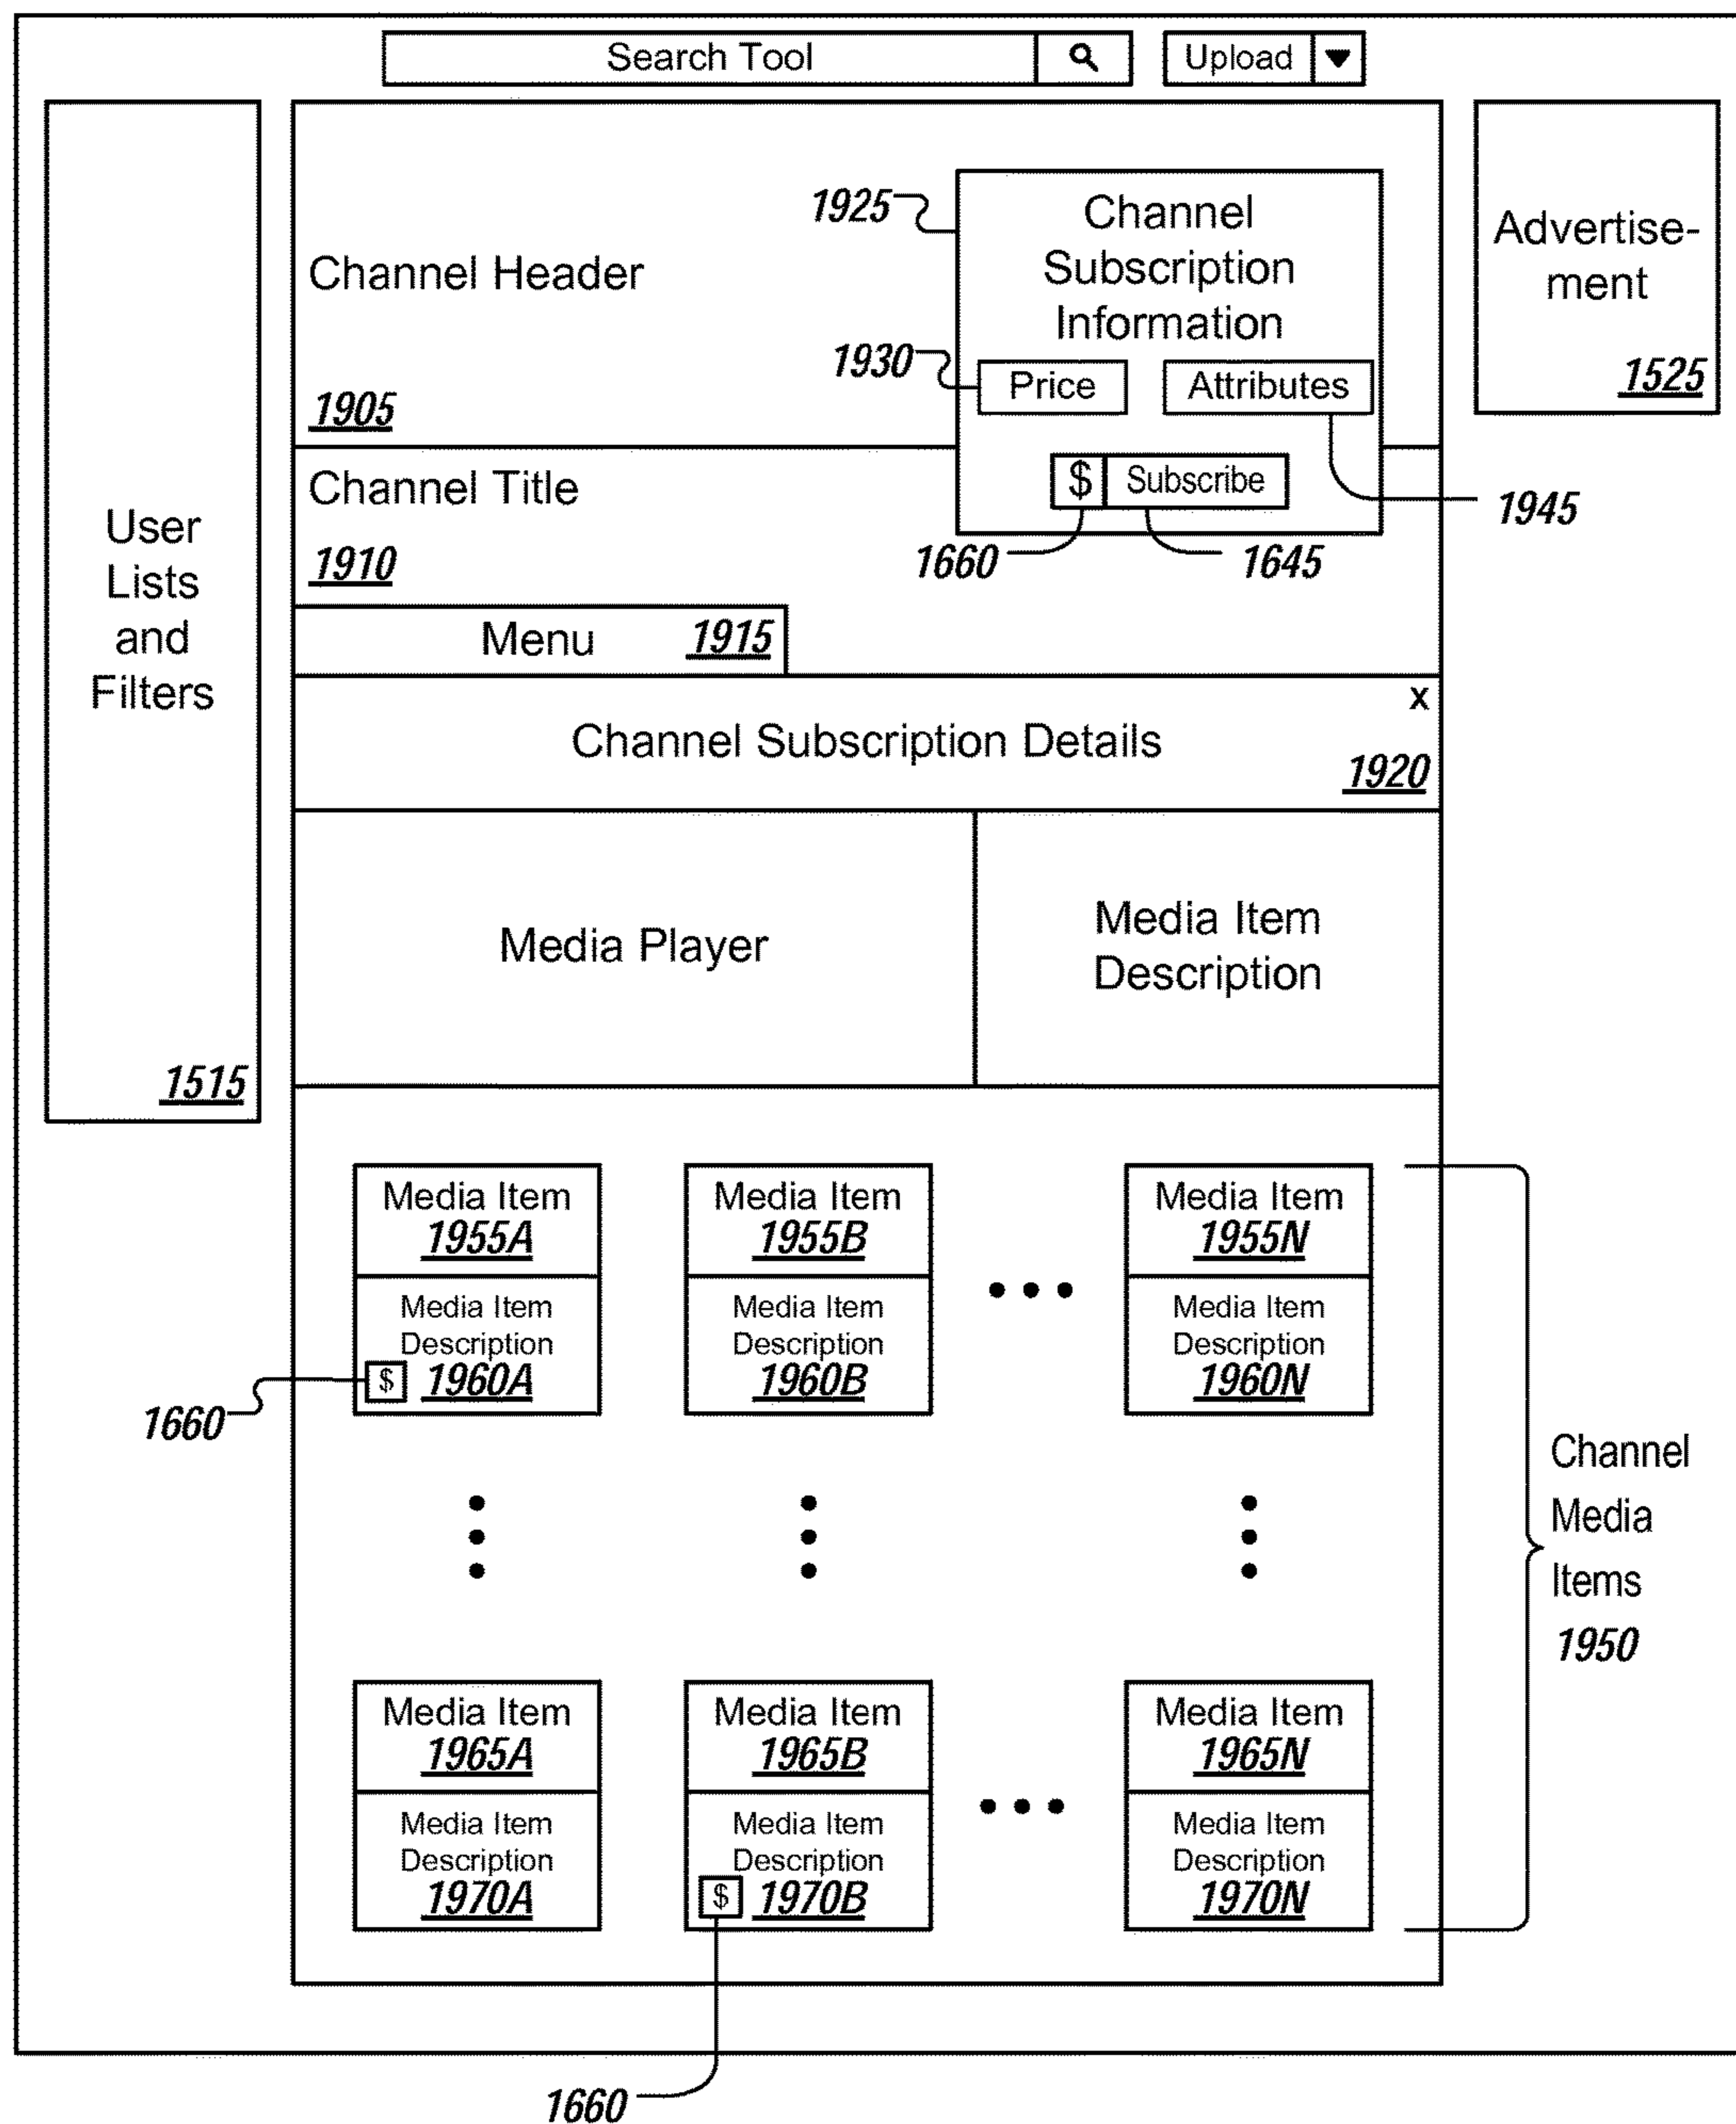 Search Tool
Upload
User
Lists
and
Filters
1515
Channel Header
1905
1925
Channel
Subscription
Information
1930
Price
Attributes
$ Subscribe
1945
1660
1645
Advertise-
ment
1525
Channel Title
1910
Menu 1915
x
Channel Subscription Details
1920
Media Player
Media Item
Description
Media Item
1955A
Media Item
Description
$ 1960A
1660
Media Item
1955B
Media Item
Description
1960B
Media Item
1955N
Media Item
Description
1960N
Channel
Media
Items
1950
Media Item
1965A
Media Item
Description
1970A
Media Item
1965B
Media Item
Description
$ 1970B
Media Item
1965N
Media Item
Description
1970N
1660